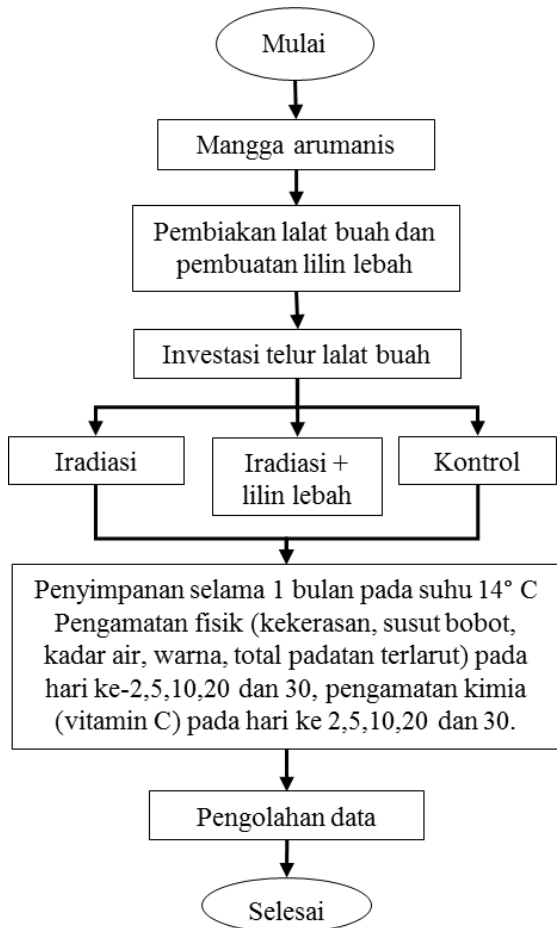 Mulai
Mangga arumanis
Pembiakan lalat buah dan
pembuatan lilin lebah
Investasi telur lalat buah
Iradiasi
Iradiasi +
lilin lebah
Kontrol
Penyimpanan selama 1 bulan pada suhu 14° C
Pengamatan fisik (kekerasan, susut bobot,
kadar air, warna, total padatan terlarut) pada
hari ke-2,5,10,20 dan 30, pengamatan kimia
(vitamin C) pada hari ke 2,5,10,20 dan 30.
Pengolahan data
Selesai